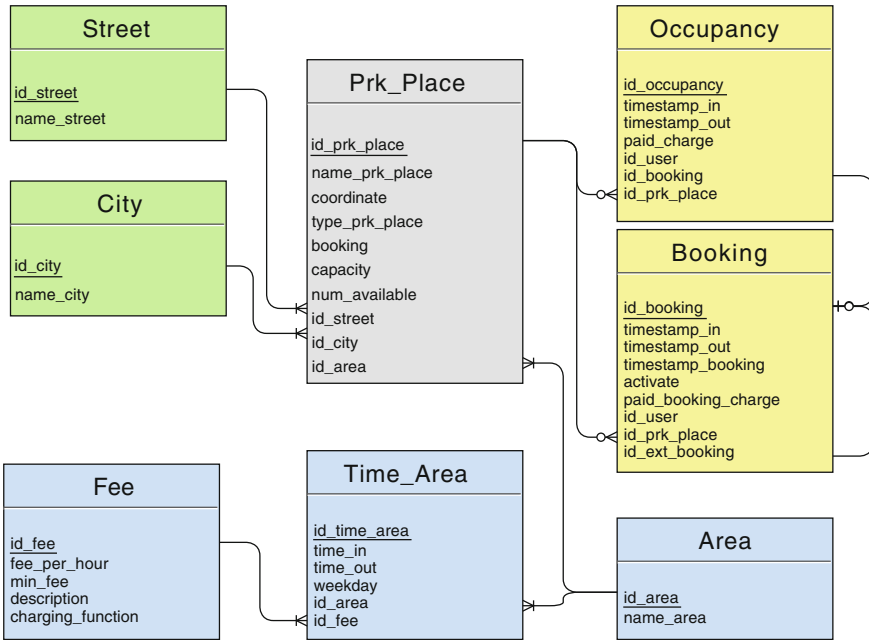 Street
id_street
name_street
City
id_city
name_city
Prk_Place
id_prk_place
name_prk_place
coordinate
type_prk_place
booking
capacity
num_available
id_street
id_city
id_area
Occupancy
id_occupancy
timestamp_in
timestamp_out
paid_charge
id_user
id_booking
id_prk_place
Booking
id_booking
timestamp_in
timestamp_out
timestamp_booking
activate
paid_booking_charge
id_user
id_prk_place
id_ext_booking
Fee
id_fee
fee_per_hour
min_fee
description
charging_function
Time_Area
id_time_area
time_in
time_out
weekday
id_area
id_fee
Area
id_area
name_area